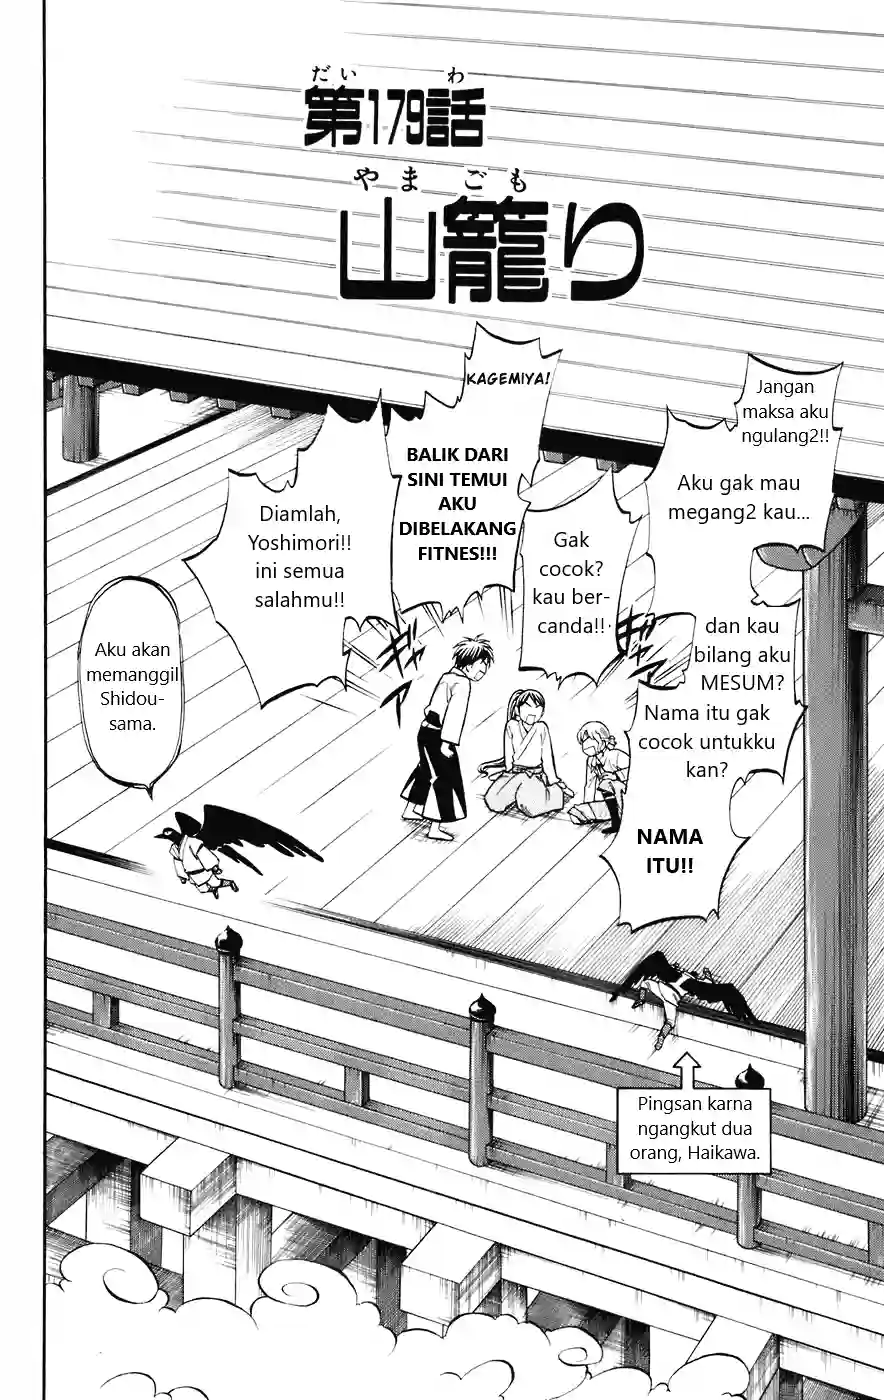 だい わ
第179話
やまごも
山籠り
KAGEMIYA!
BALIK DARI
SINI TEMUI
AKU
DIBELAKANG
FITNES!!!
Jangan
maksa aku
ngulang2!!
Aku gak mau
megang2 kau...
dan kau
bilang aku
MESUM?
Nama itu gak
cocok untukku
kan?
NAMA
ITU!!
Gak
cocok?
kau ber-
canda!!
Diamlah,
Yoshimori!!
ini semua
salahmu!!
Aku akan
memanggil
Shidou-
sama.
Pingsan karna
ngangkut dua
orang, Haikawa.